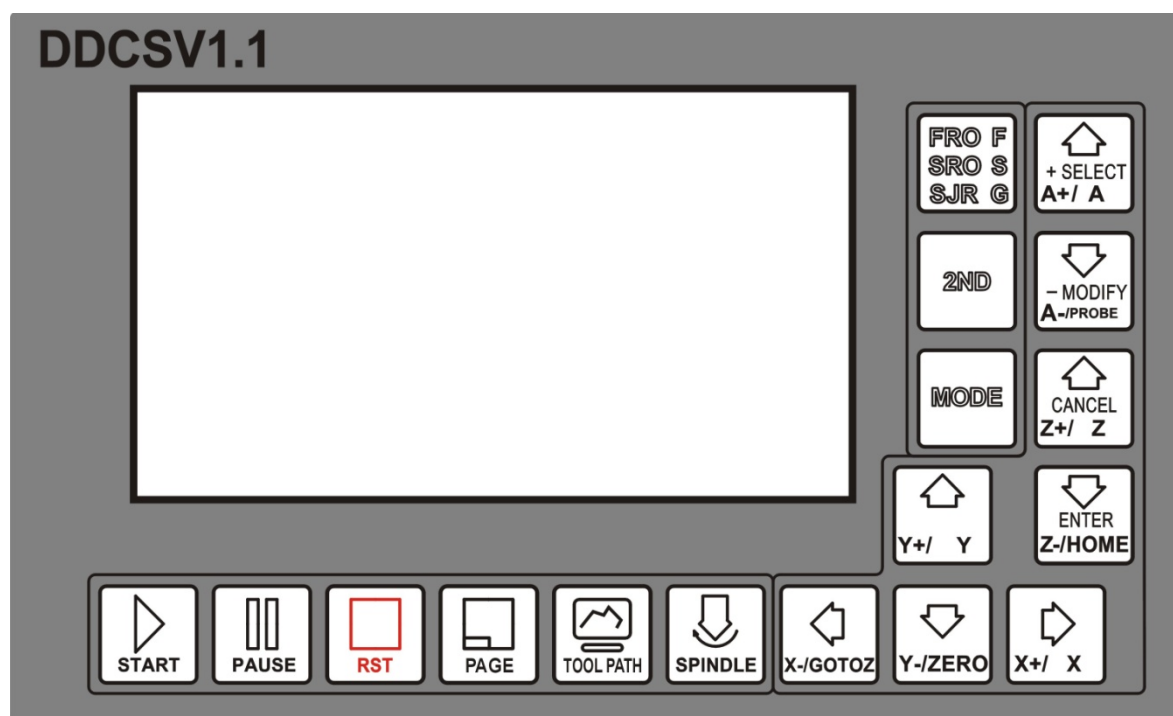 DDCSV1.1
FRO F
SRO S
SJR G
+ SELECT
A+/ A
2ND
– MODIFY
A-/PROBE
MODE
CANCEL
Z+/ Z
Y+/ Y
ENTER
Z-/HOME
START
PAUSE
RST
PAGE
TOOL PATH
SPINDLE
X-/GOTOZ
Y-/ZERO
X+/ X